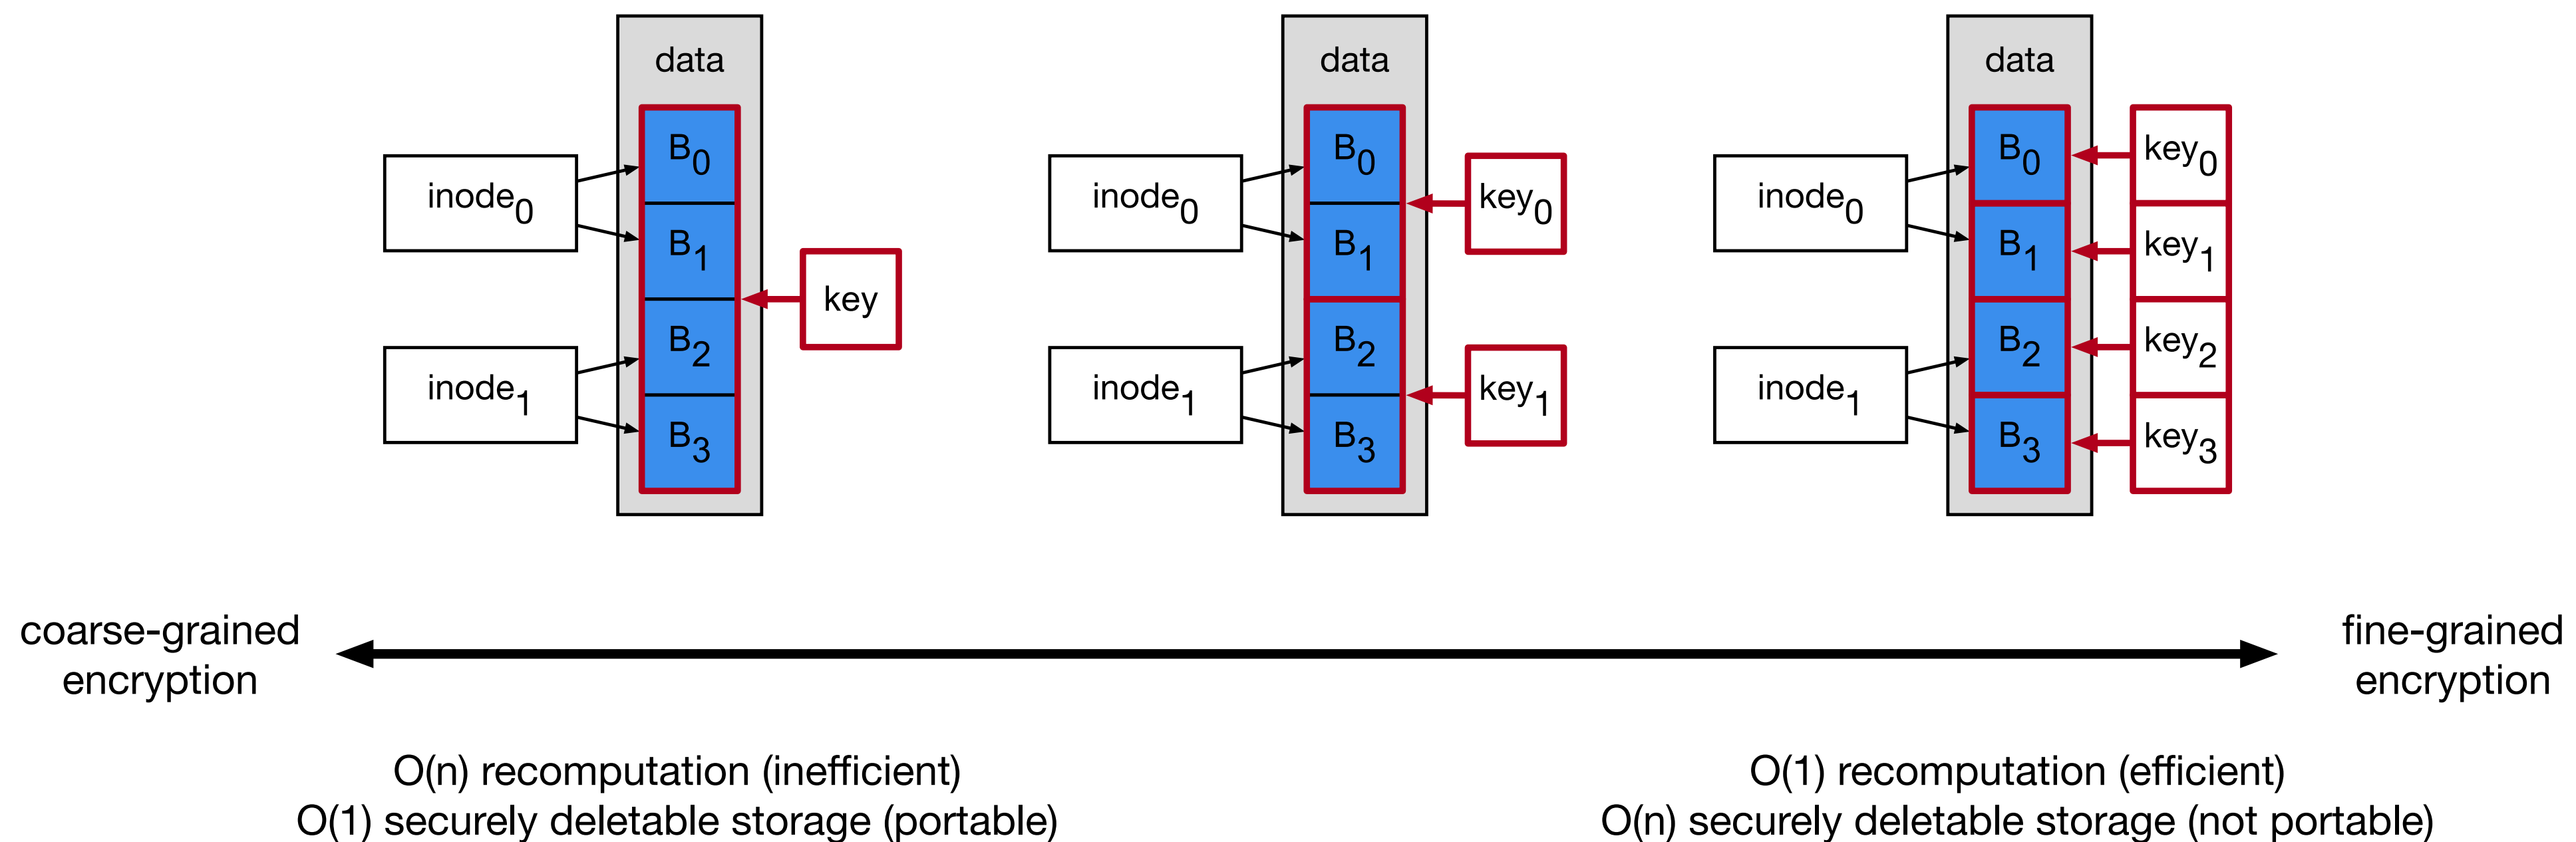 data
B0
B1
B2
B3
inode0
inode1
key
data
B0
B1
B2
B3
inode0
inode1
key0
key1
data
B0
B1
B2
B3
inode0
inode1
key0
key1
key2
key3
coarse-grained
encryption
fine-grained
encryption
O(n) recomputation (inefficient)
O(1) securely deletable storage (portable)
O(1) recomputation (efficient)
O(n) securely deletable storage (not portable)